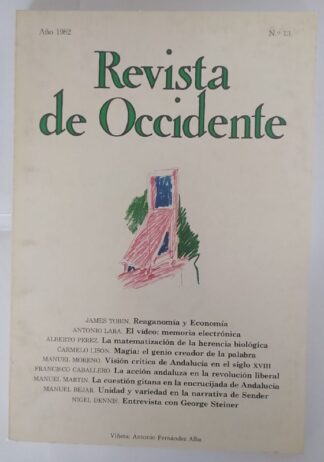 Año 1982 N.º 13
Revista
de Occidente
JAMES TOBIN. Reaganomía y Economía
ANTONIO LARA. El video: memoria electrónica
ALBERTO PEREZ. La matematización de la herencia biológica
CARMELO LISON. Magia: el genio creador de la palabra
MANUEL MORENO. Visión crítica de Andalucía en el siglo XVIII
FRANCISCO CABALLERO. La acción andaluza en la revolución liberal
MANUEL MARTIN. La cuestión gitana en la encrucijada de Andalucía
MANUEL BEJAR. Unidad y variedad en la narrativa de Sender
NIGEL DENNIS. Entrevista con George Steiner
Viñeta: Antonio Fernández Alba